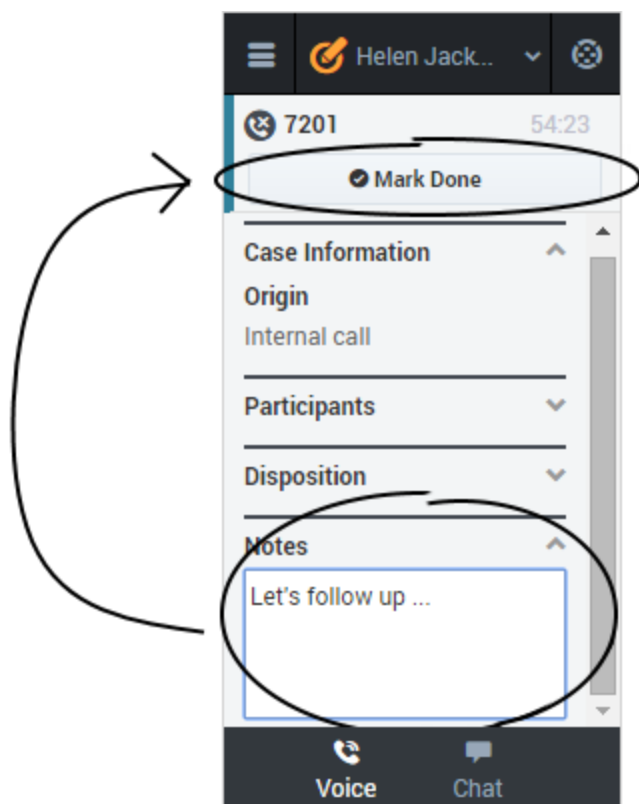 Helen Jack...
7201 54:23
Mark Done
Case Information
Origin
Internal call
Participants
Disposition
Notes
Let's follow up ...
Voice Chat